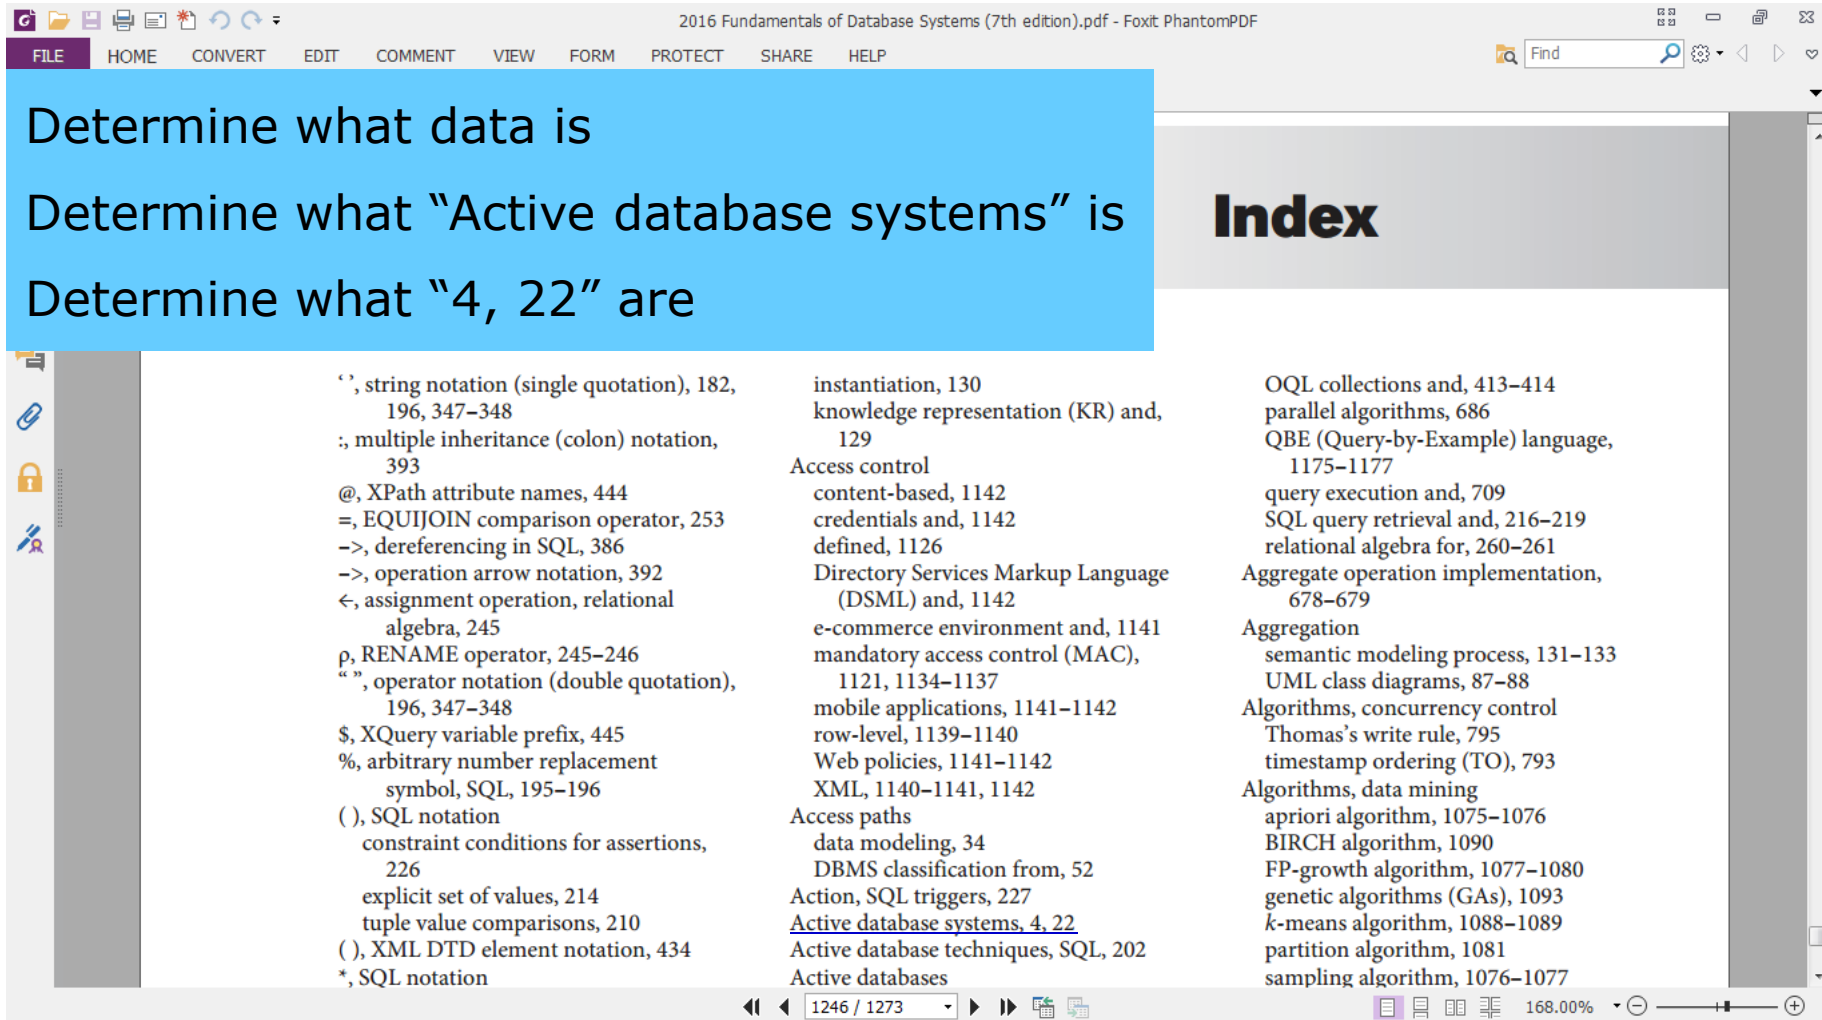 2016 Fundamentals of Database Systems (7th edition).pdf - Foxit PhantomPDF
FILE HOME CONVERT EDIT COMMENT VIEW FORM PROTECT SHARE HELP
Find
Determine what data is
Determine what “Active database systems” is
Determine what “4, 22” are
Index
‘ ’, string notation (single quotation), 182,
196, 347–348
:, multiple inheritance (colon) notation,
393
@, XPath attribute names, 444
=, EQUIJOIN comparison operator, 253
–>, dereferencing in SQL, 386
–>, operation arrow notation, 392
←, assignment operation, relational
algebra, 245
ρ, RENAME operator, 245–246
“ ”, operator notation (double quotation),
196, 347–348
$, XQuery variable prefix, 445
%, arbitrary number replacement
symbol, SQL, 195–196
( ), SQL notation
constraint conditions for assertions,
226
explicit set of values, 214
tuple value comparisons, 210
( ), XML DTD element notation, 434
*, SQL notation
instantiation, 130
knowledge representation (KR) and,
129
Access control
content-based, 1142
credentials and, 1142
defined, 1126
Directory Services Markup Language
(DSML) and, 1142
e-commerce environment and, 1141
mandatory access control (MAC),
1121, 1134–1137
mobile applications, 1141–1142
row-level, 1139–1140
Web policies, 1141–1142
XML, 1140–1141, 1142
Access paths
data modeling, 34
DBMS classification from, 52
Action, SQL triggers, 227
Active database systems, 4, 22
Active database techniques, SQL, 202
Active databases
OQL collections and, 413–414
parallel algorithms, 686
QBE (Query-by-Example) language,
1175–1177
query execution and, 709
SQL query retrieval and, 216–219
relational algebra for, 260–261
Aggregate operation implementation,
678–679
Aggregation
semantic modeling process, 131–133
UML class diagrams, 87–88
Algorithms, concurrency control
Thomas’s write rule, 795
timestamp ordering (TO), 793
Algorithms, data mining
apriori algorithm, 1075–1076
BIRCH algorithm, 1090
FP-growth algorithm, 1077–1080
genetic algorithms (GAs), 1093
k-means algorithm, 1088–1089
partition algorithm, 1081
sampling algorithm, 1076–1077
1246 / 1273
168.00%